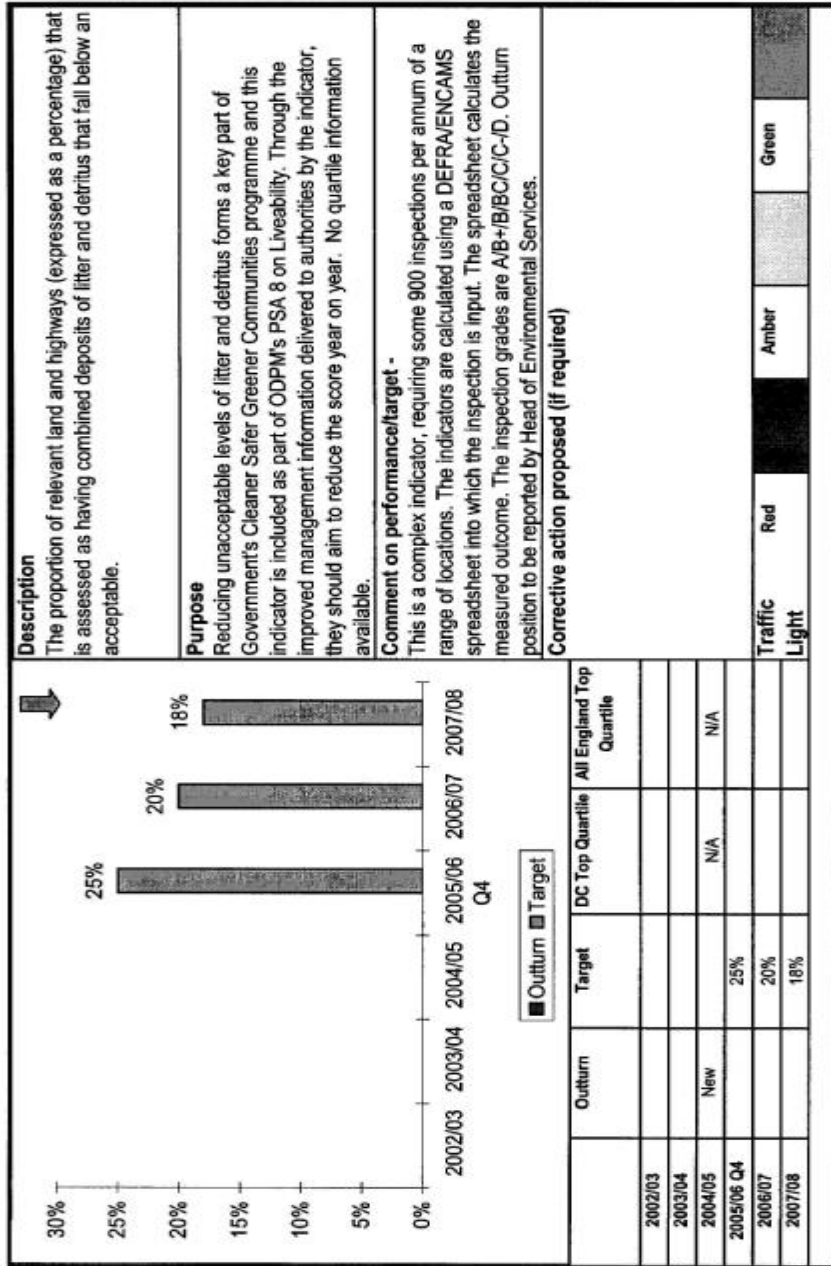 30%
25%
20%
15%
10%
5%
0%
25%
20%
18%
2002/03 2003/04 2004/05 2005/06 2006/07 2007/08
Q4
Outturn Target
Outturn Target DC Top Quartile All England Top
Quartile
2002/03
2003/04
2004/05 New N/A N/A
2005/06 Q4 25%
2006/07 20%
2007/08 18%
Description
The proportion of relevant land and highways (expressed as a percentage) that
is assessed as having combined deposits of litter and detritus that fall below an
acceptable.
Purpose
Reducing unacceptable levels of litter and detritus forms a key part of
Government's Cleaner Safer Greener Communities programme and this
indicator is included as part of ODPM's PSA 8 on Liveability. Through the
improved management information delivered to authorities by the indicator,
they should aim to reduce the score year on year. No quartile information
available.
Comment on performance/target -
This is a complex indicator, requiring some 900 inspections per annum of a
range of locations. The indicators are calculated using a DEFRA/ENCAMS
spreadsheet into which the inspection is input. The spreadsheet calculates the
measured outcome. The inspection grades are A/B+/B/BC/C/C-/D. Outturn
position to be reported by Head of Environmental Services.
Corrective action proposed (if required)
Traffic Red Amber Green
Light